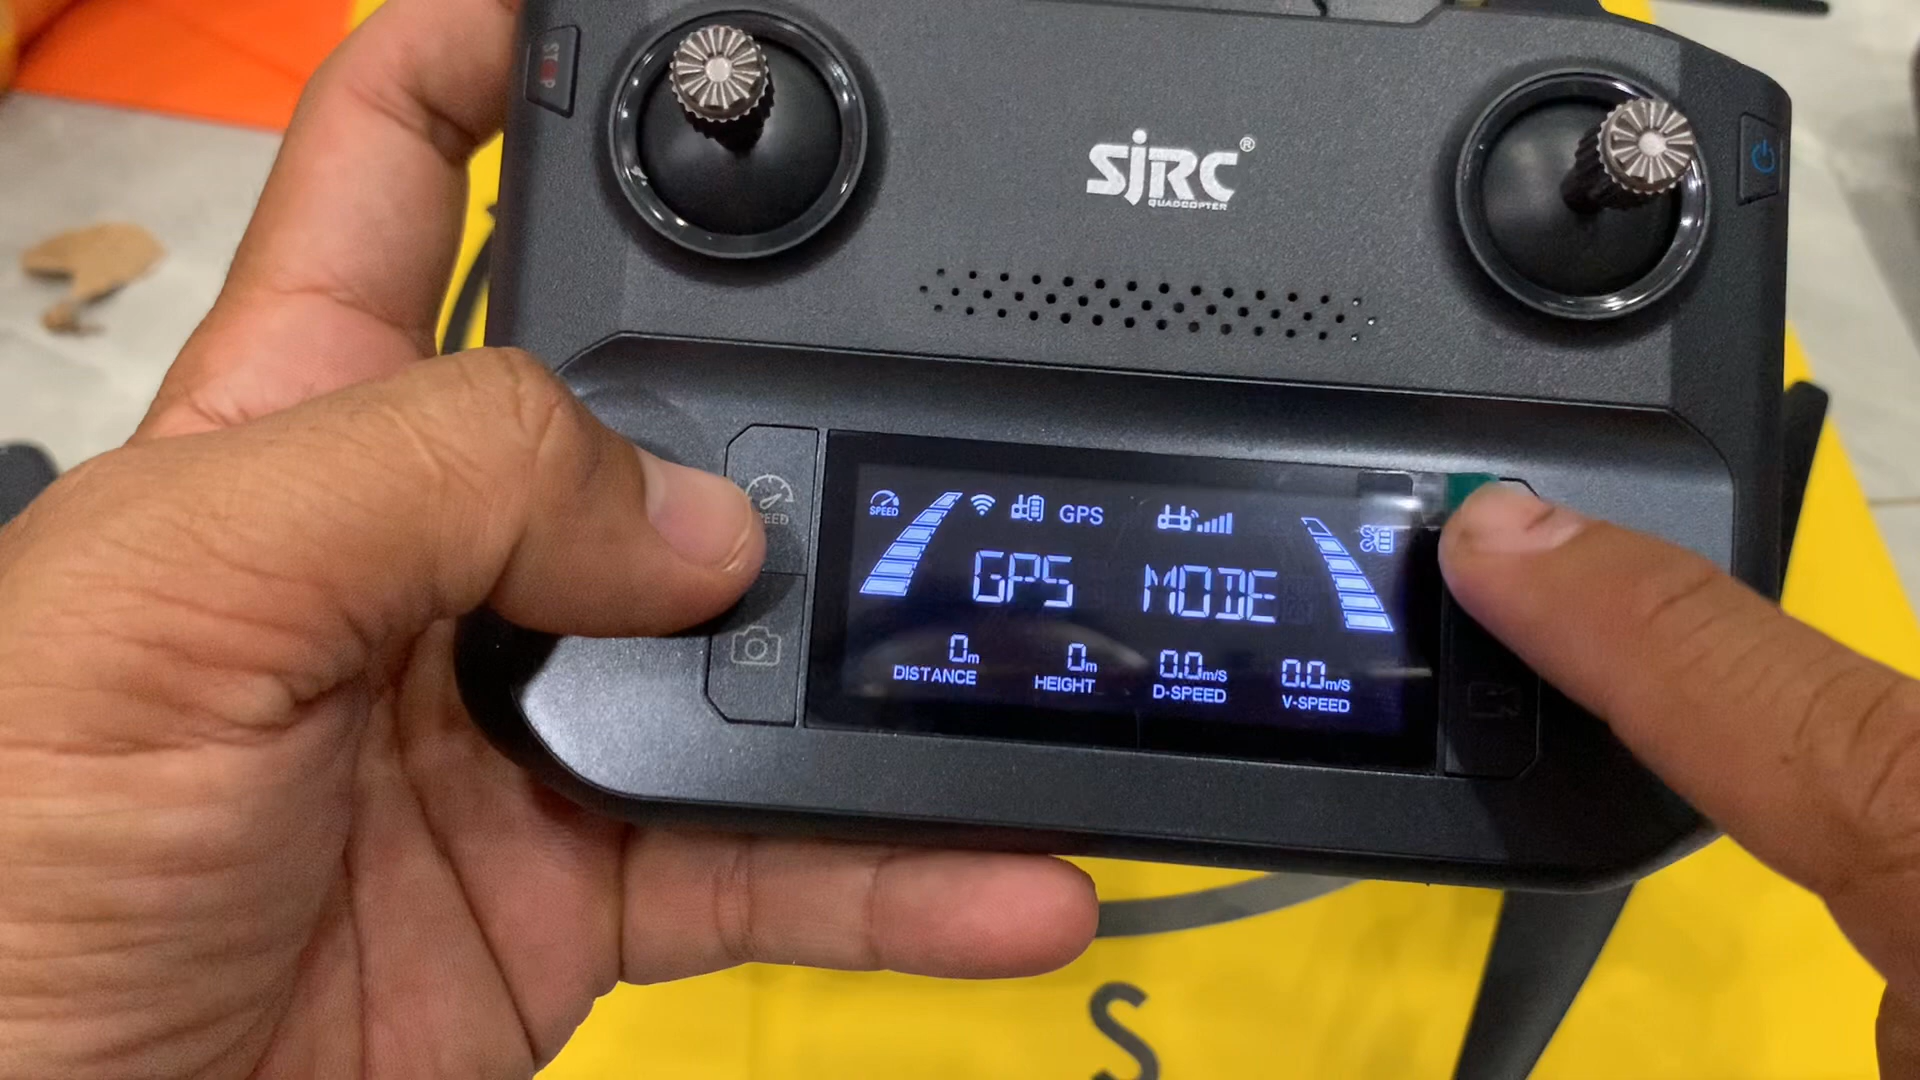 STOP
SJRC®
QUADCOPTER
SPEED
SPEED GPS
GPS MODE
0m 0m 0.0m/S 0.0m/S
DISTANCE HEIGHT D-SPEED V-SPEED
S